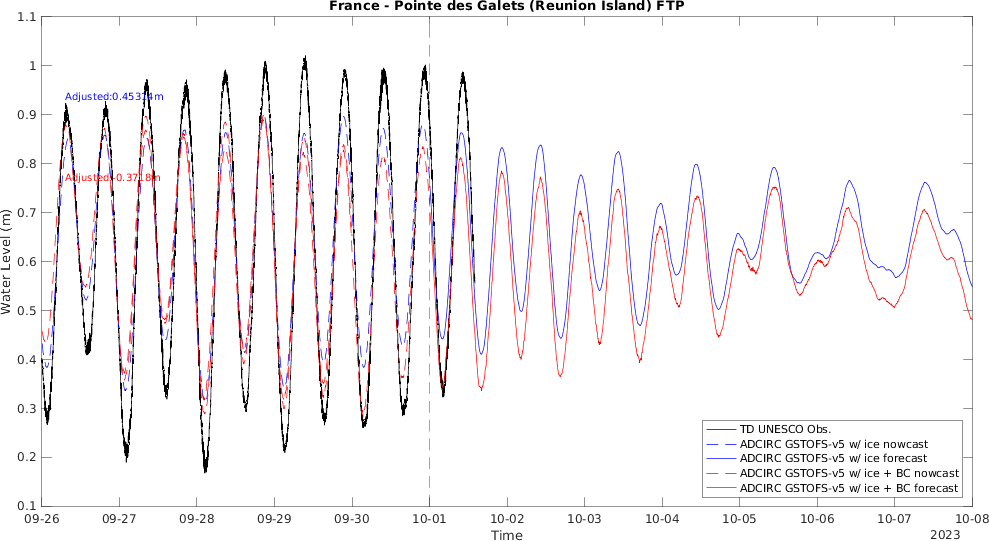 France - Pointe des Galets (Reunion Island) FTP
1.1
1
0.9
0.8
0.7
0.6
0.5
0.4
0.3
0.2
0.1
Water Level (m)
Adjusted:0.45314m
TD UNESCO Obs.
ADCIRC GSTOFS-v5 w/ ice nowcast
ADCIRC GSTOFS-v5 w/ ice forecast
ADCIRC GSTOFS-v5 w/ ice + BC nowcast
ADCIRC GSTOFS-v5 w/ ice + BC forecast
09-26 09-27 09-28 09-29 09-30 10-01 10-02 10-03 10-04 10-05 10-06 10-07 10-08
Time
2023